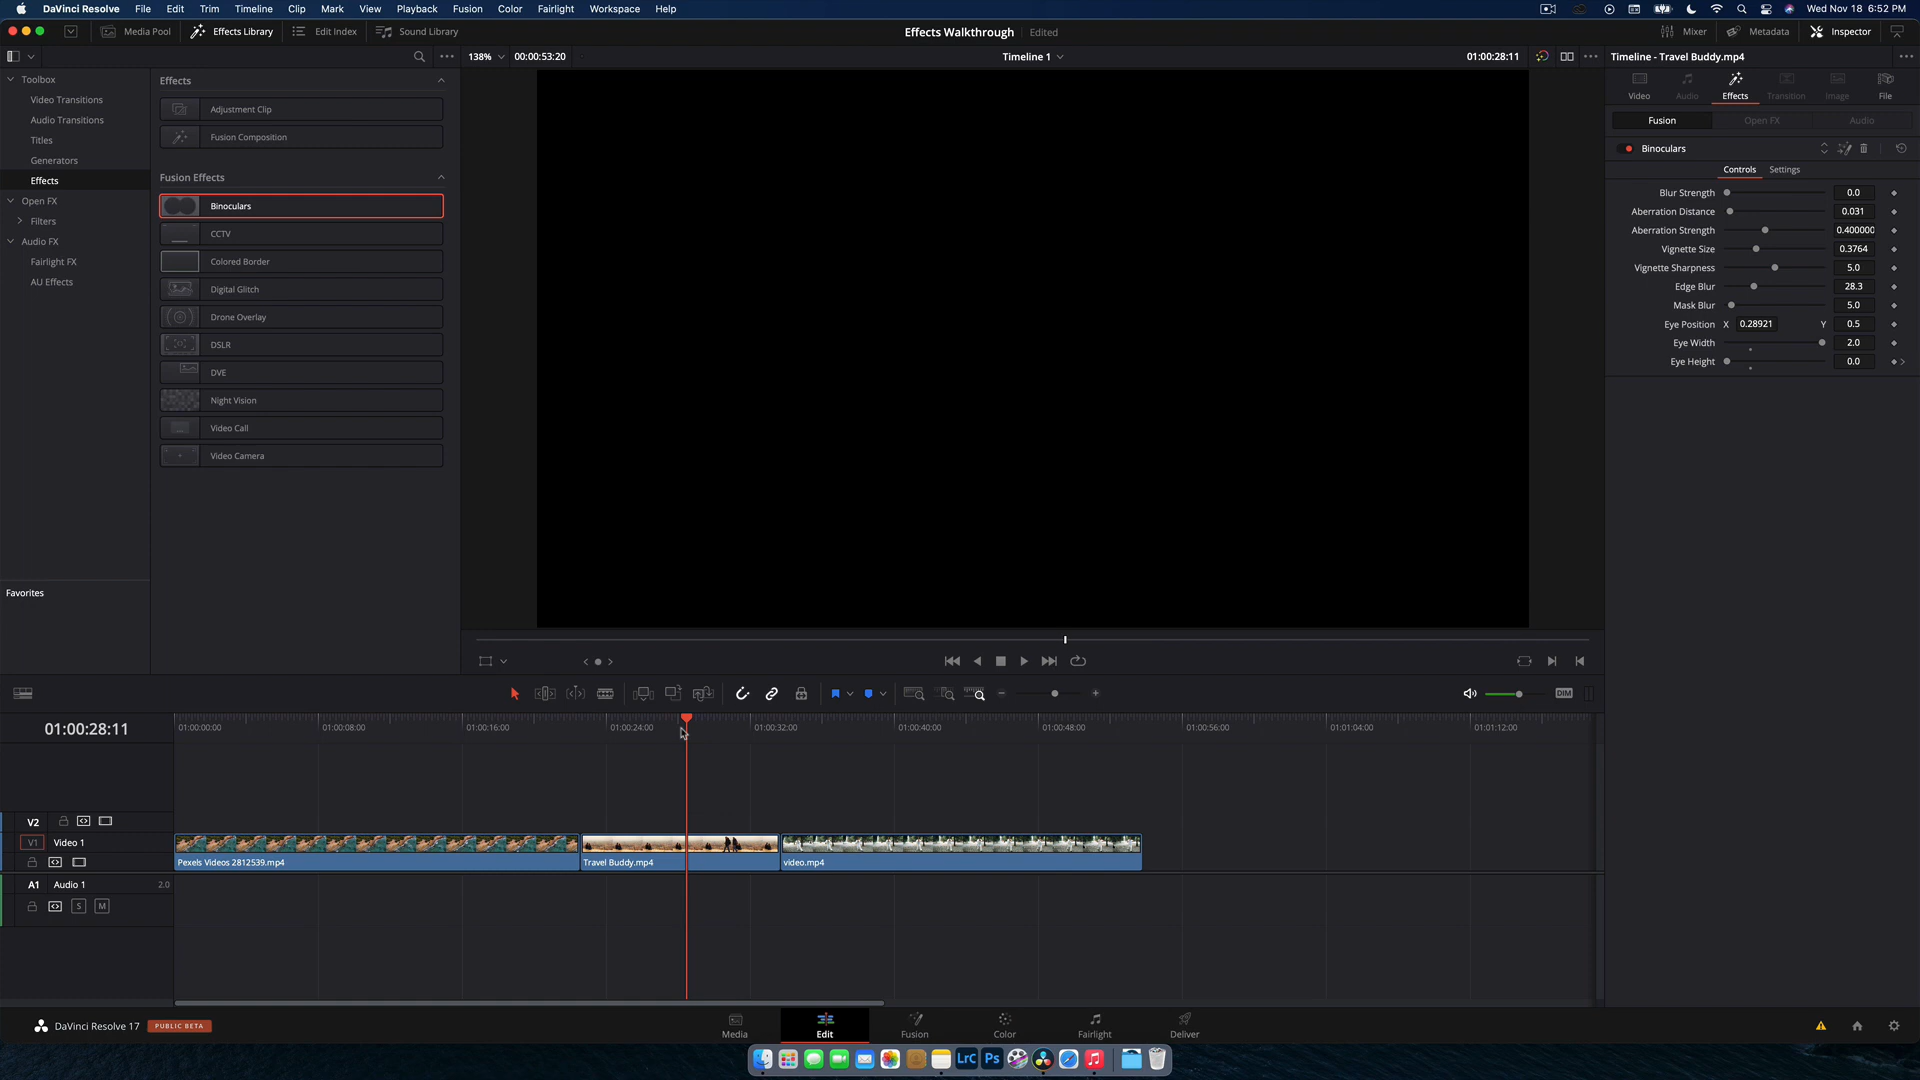 DaVinci Resolve File Edit Trim Timeline Clip Mark View Playback Fusion Color Fairlight Workspace Help Wed Nov 18 6:52 PM
Media Pool Effects Library Edit Index Sound Library Effects Walkthrough Edited Mixer Metadata Inspector
138% 00:00:53:20 Timeline 1 01:00:28:11 Timeline - Travel Buddy.mp4
Toolbox
Video Transitions
Audio Transitions
Titles
Generators
Effects
Open FX
Filters
Audio FX
Fairlight FX
AU Effects
Favorites
Effects
Adjustment Clip
Fusion Composition
Fusion Effects
Binoculars
CCTV
Colored Border
Digital Glitch
Drone Overlay
DSLR
DVE
Night Vision
Video Call
Video Camera
Video Audio Effects Transition Image File
Fusion Open FX Audio
Binoculars
Controls Settings
Blur Strength 0.0
Aberration Distance 0.031
Aberration Strength 0.400000
Vignette Size 0.3764
Vignette Sharpness 5.0
Edge Blur 28.3
Mask Blur 5.0
Eye Position X 0.28921 Y 0.5
Eye Width 2.0
Eye Height 0.0
DIM
01:00:28:11 01:00:00:00 01:00:08:00 01:00:16:00 01:00:24:00 01:00:32:00 01:00:40:00 01:00:48:00 01:00:56:00 01:01:04:00 01:01:12:00
V2
V1 Video 1
Pexels Videos 2812539.mp4 Travel Buddy.mp4 video.mp4
A1 Audio 1 2.0
S M
DaVinci Resolve 17 PUBLIC BETA Media Edit Fusion Color Fairlight Deliver
LrC Ps